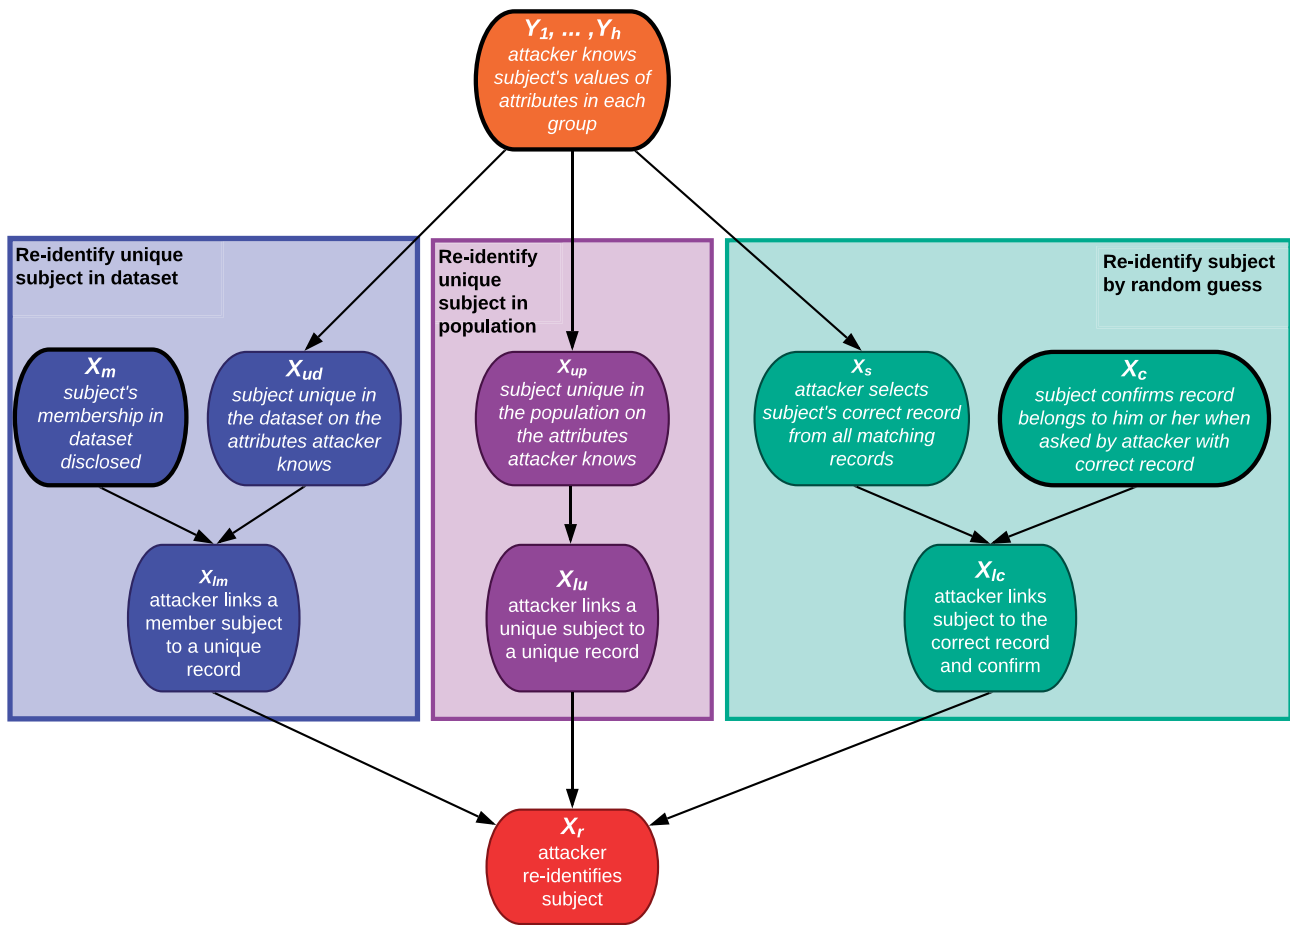 Y1, ... ,Yh
attacker knows
subject's values of
attributes in each
group
Re-identify unique
subject in dataset
Xm
subject's
membership in
dataset
disclosed
Xud
subject unique in
the dataset on the
attributes attacker
knows
Xlm
attacker links a
member subject
to a unique
record
Re-identify
unique
subject in
population
Xup
subject unique in
the population on
the attributes
attacker knows
Xlu
attacker links a
unique subject to
a unique record
Re-identify subject
by random guess
Xs
attacker selects
subject's correct record
from all matching
records
Xc
subject confirms record
belongs to him or her when
asked by attacker with
correct record
Xlc
attacker links
subject to the
correct record
and confirm
Xr
attacker
re-identifies
subject